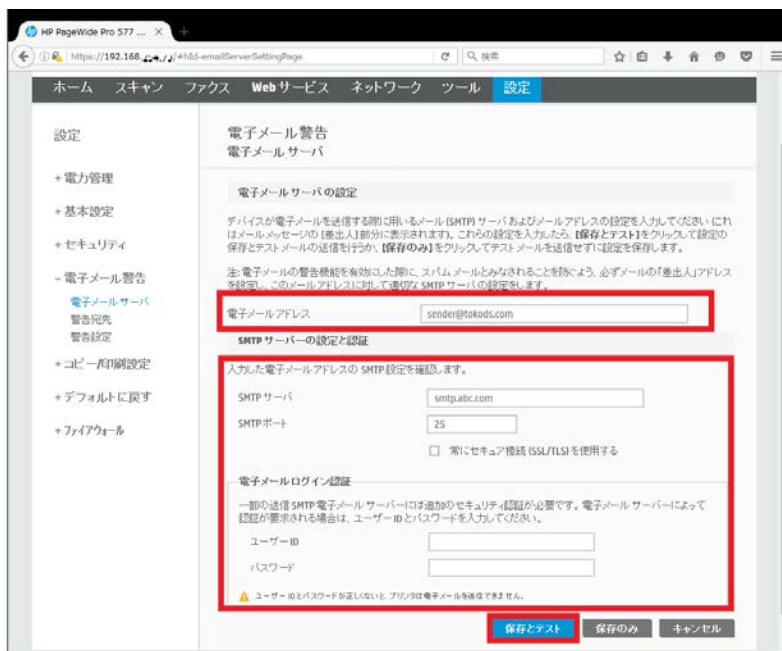 HP PageWide Pro 577 ...
https://192.168. /#hId-emailServerSettingPage
検索
ホーム スキャン ファクス Webサービス ネットワーク ツール 設定
設定
+電力管理
+基本設定
+セキュリティ
-電子メール警告
電子メール サーバ
警告宛先
警告設定
+コピー/印刷設定
+デフォルトに戻す
+ファイアウォール
電子メール警告
電子メール サーバ
電子メール サーバの設定
デバイスが電子メールを送信する際に用いるメール (SMTP) サーバおよびメールアドレスの設定を入力してください (これ
はメールメッセージの [差出人] 部分に表示されます)。これらの設定を入力したら、[保存とテスト] をクリックして設定の
保存とテストメールの送信を行うか、[保存のみ] をクリックしてテストメールを送信せずに設定を保存します。
注: 電子メールの警告機能を有効にした際に、スパム メールとみなされることを防ぐよう、必ずメールの「差出人」アドレス
を設定し、このメールアドレスに対して適切な SMTP サーバの設定をします。
電子メールアドレス sender@tokods.com
SMTP サーバーの設定と認証
入力した電子メールアドレスの SMTP 設定を確認します。
SMTP サーバ smtp.abc.com
SMTP ポート 25
常にセキュア接続 (SSL/TLS) を使用する
電子メールログイン認証
一部の送信 SMTP 電子メール サーバーには追加のセキュリティ認証が必要です。電子メール サーバーによって
認証が要求される場合は、ユーザー ID とパスワードを入力してください。
ユーザー ID
パスワード
ユーザー ID とパスワードが正しくないと、プリンタは電子メールを送信できません。
保存とテスト 保存のみ キャンセル